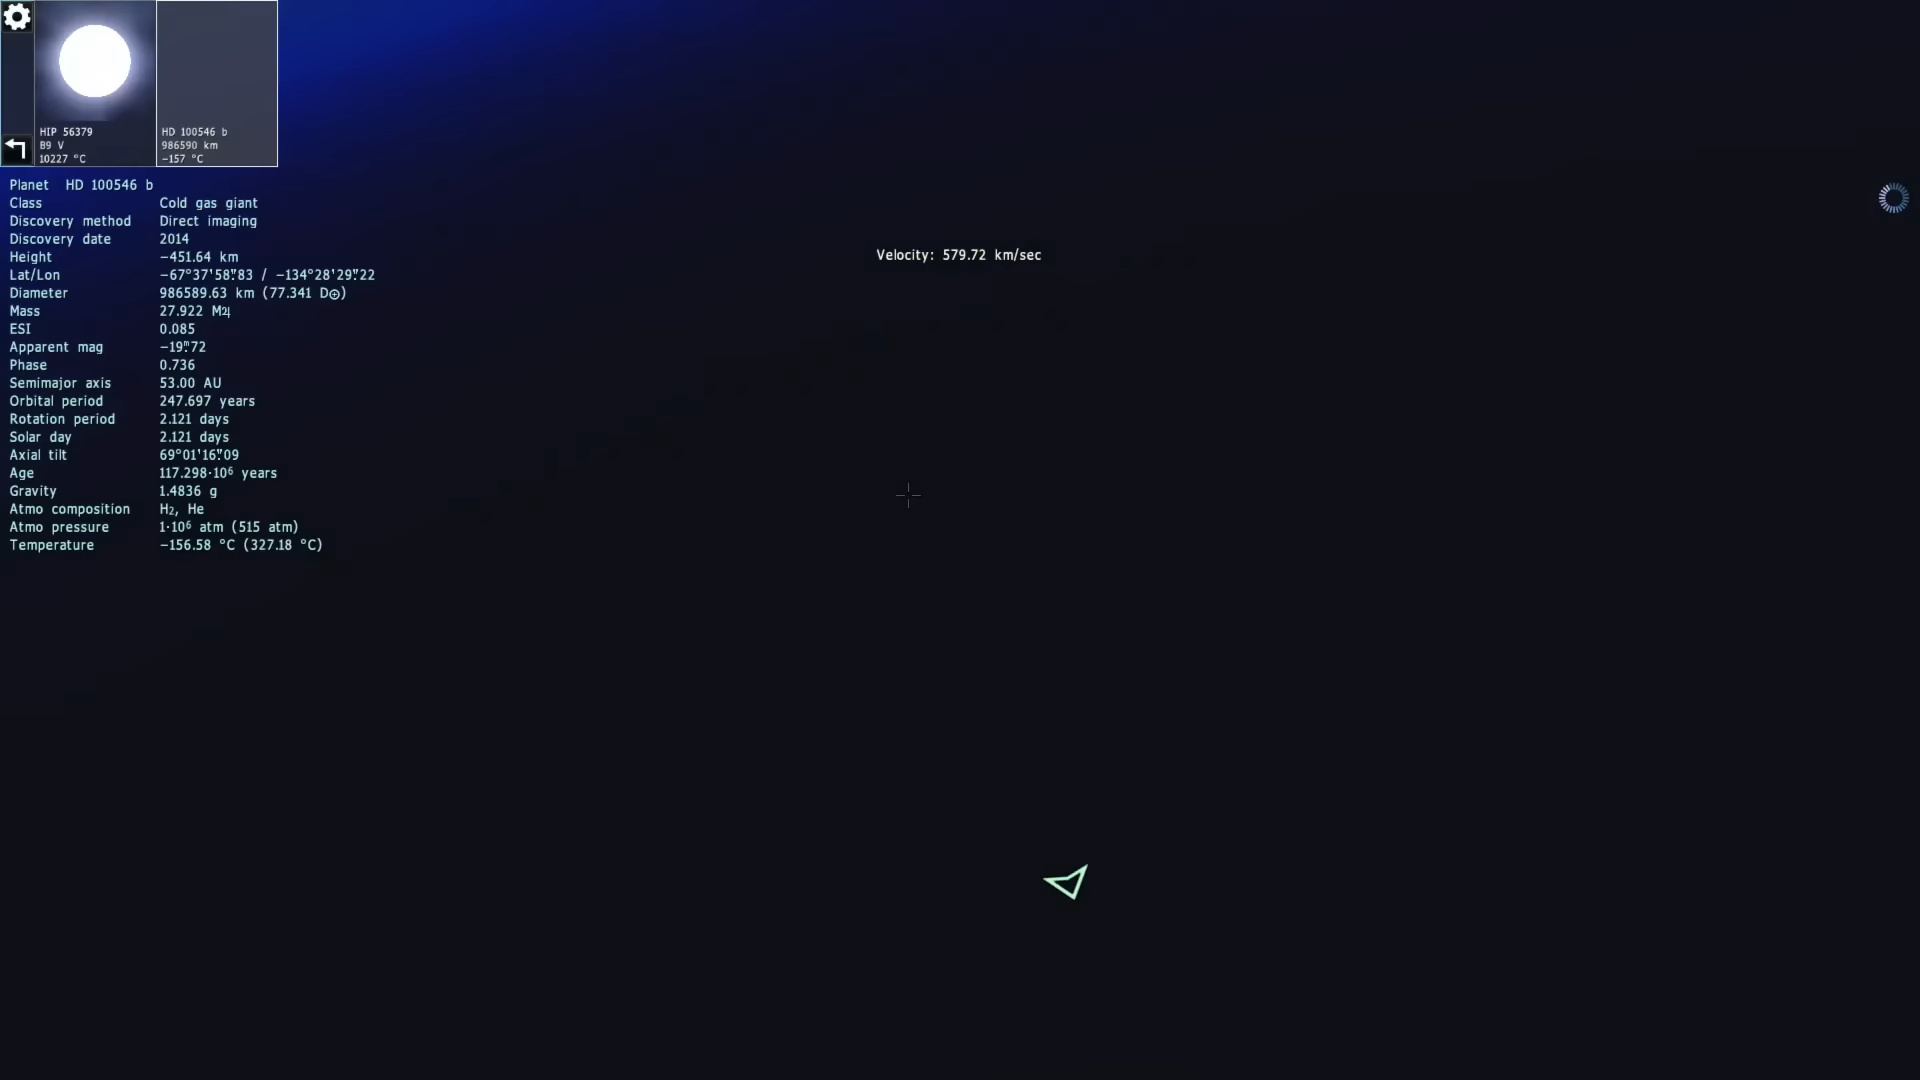 HIP 56379
B9 V
10227 °C
HD 100546 b
986590 km
-157 °C
Planet HD 100546 b
Class Cold gas giant
Discovery method Direct imaging
Discovery date 2014
Height -451.64 km
Lat/Lon -67°37'58".83 / -134°28'29".22
Diameter 986589.63 km (77.341 D⊕)
Mass 27.922 M♃
ESI 0.085
Apparent mag -19ᵐ.72
Phase 0.736
Semimajor axis 53.00 AU
Orbital period 247.697 years
Rotation period 2.121 days
Solar day 2.121 days
Axial tilt 69°01'16".09
Age 117.298·10⁶ years
Gravity 1.4836 g
Atmo composition H₂, He
Atmo pressure 1·10⁶ atm (515 atm)
Temperature -156.58 °C (327.18 °C)
Velocity: 579.72 km/sec